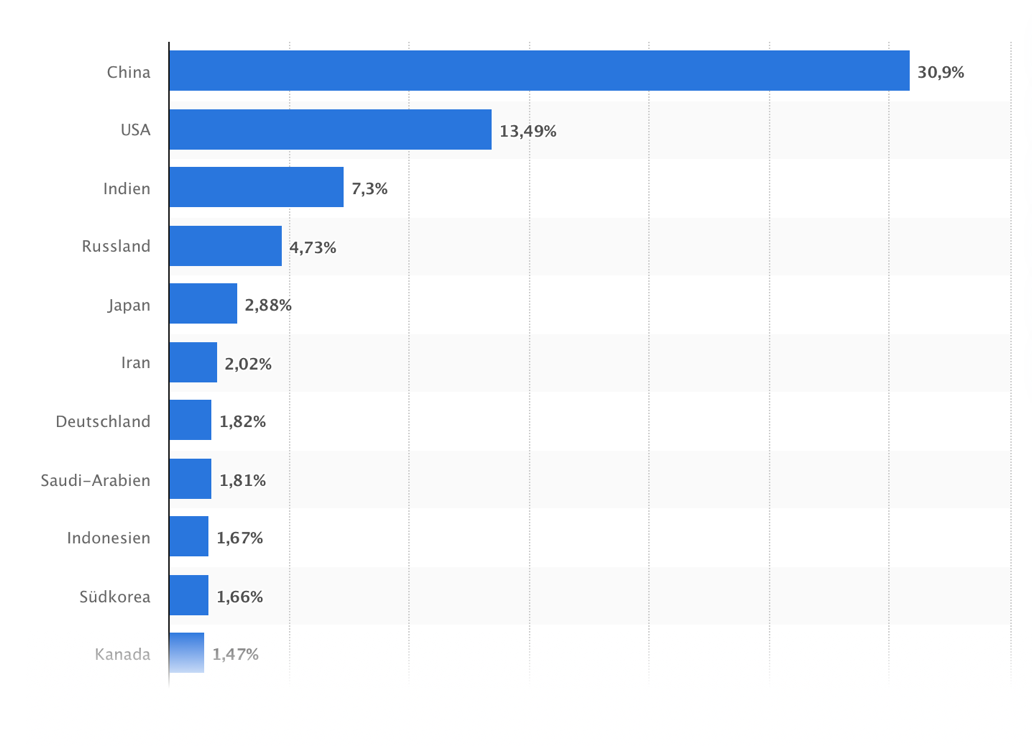 China 30,9%
USA 13,49%
Indien 7,3%
Russland 4,73%
Japan 2,88%
Iran 2,02%
Deutschland 1,82%
Saudi-Arabien 1,81%
Indonesien 1,67%
Südkorea 1,66%
Kanada 1,47%